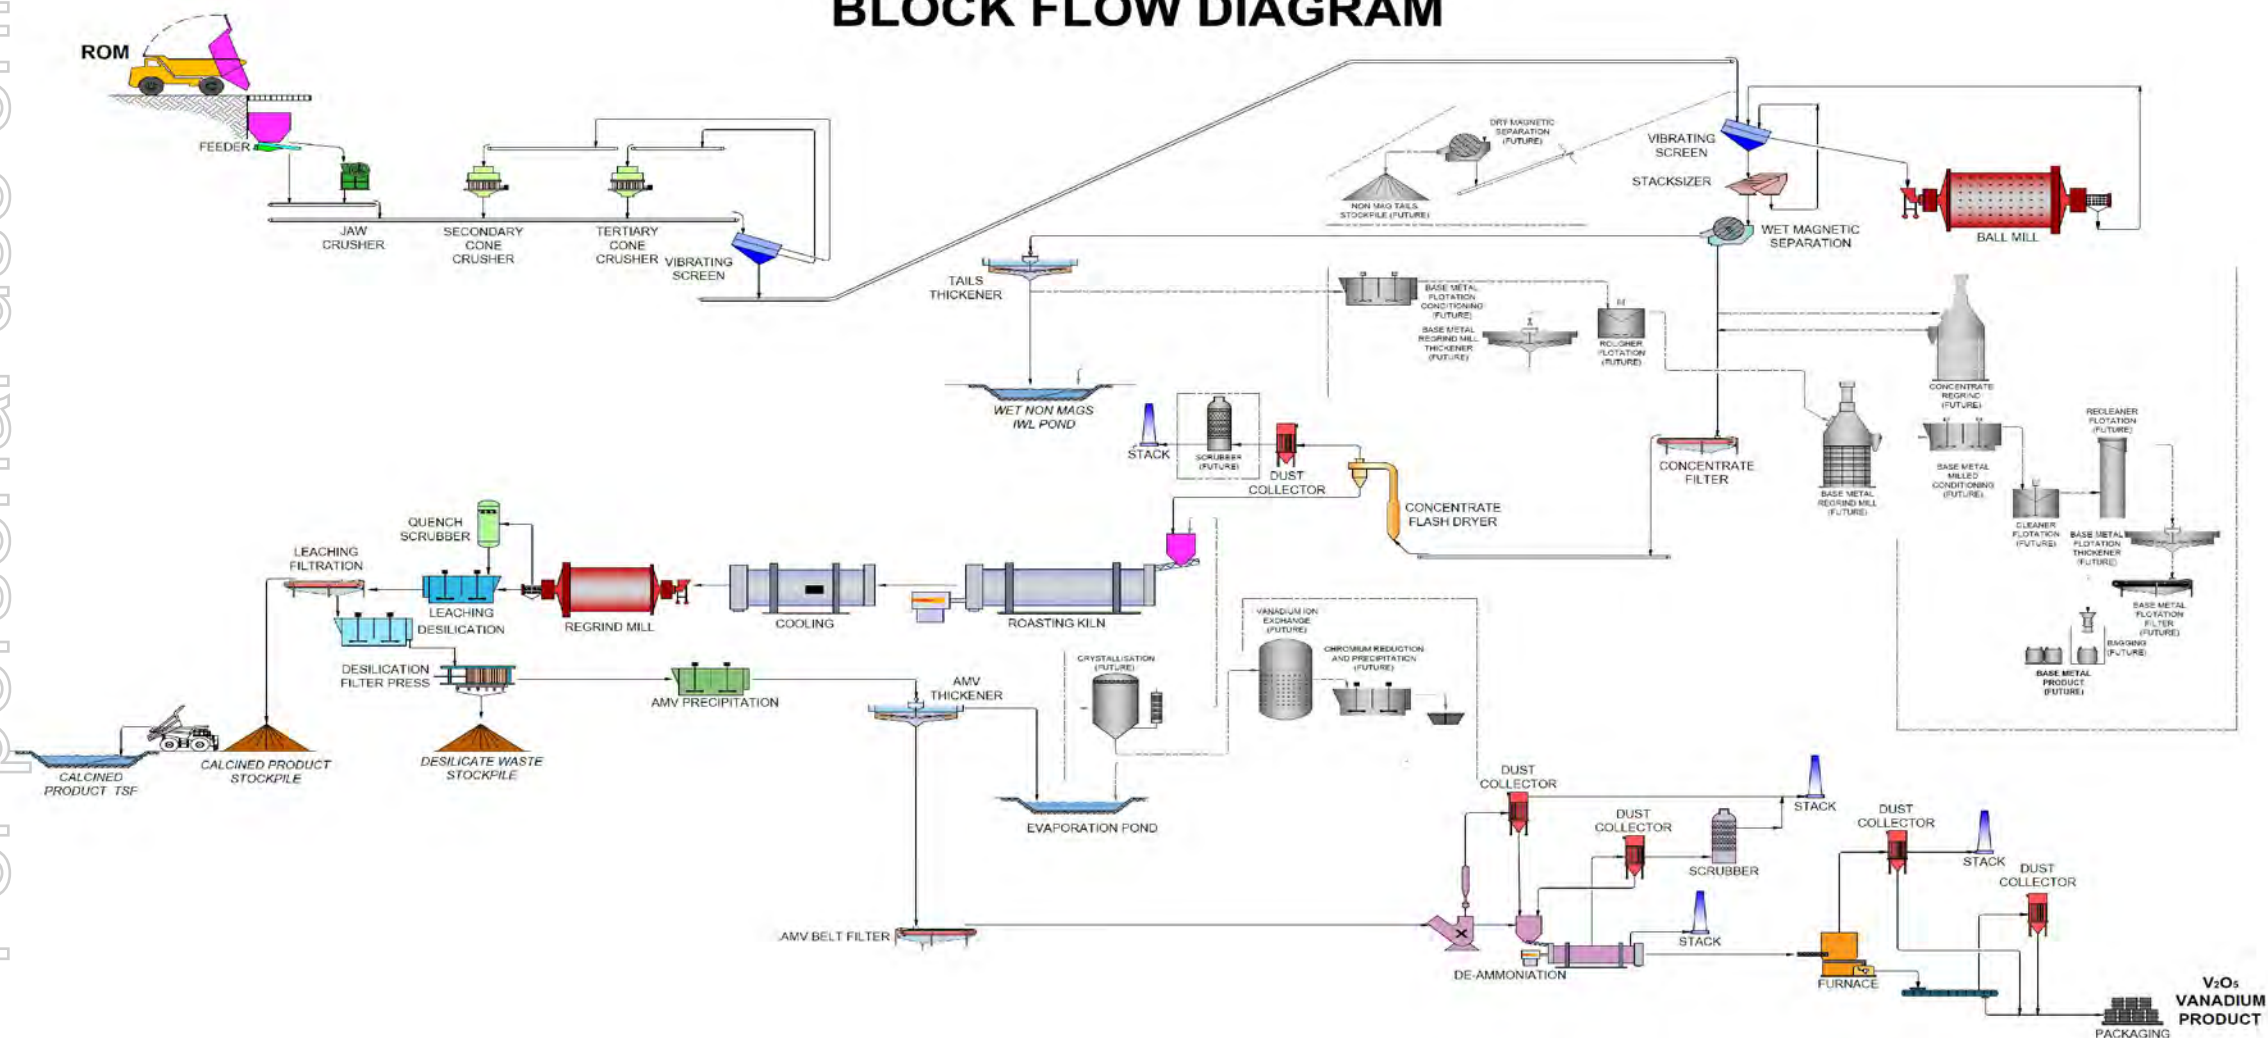 BLOCK FLOW DIAGRAM
ROM
FEEDER
JAW
CRUSHER
SECONDARY
CONE
CRUSHER
TERTIARY
CONE
CRUSHER
VIBRATING
SCREEN
DRY MAGNETIC
SEPARATION
(FUTURE)
NON MAG TAILS
STOCKPILE (FUTURE)
VIBRATING
SCREEN
STACKSIZER
WET MAGNETIC
SEPARATION
BALL MILL
TAILS
THICKENER
BASE METAL
FLOTATION
CONDITIONING
(FUTURE)
BASE METAL
REGRIND MILL
THICKENER
(FUTURE)
ROUGHER
FLOTATION
(FUTURE)
CONCENTRATE
REGRIND
(FUTURE)
WET NON MAGS
IWL POND
STACK
SCRUBBER
(FUTURE)
DUST
COLLECTOR
CONCENTRATE
FLASH DRYER
CONCENTRATE
FILTER
BASE METAL
REGRIND MILL
(FUTURE)
BASE METAL
MILLED
CONDITIONING
(FUTURE)
RECLEANER
FLOTATION
(FUTURE)
CLEANER
FLOTATION
(FUTURE)
BASE METAL
FLOTATION
THICKENER
(FUTURE)
BASE METAL
FLOTATION
FILTER
(FUTURE)
BAGGING
(FUTURE)
BASE METAL
PRODUCT
(FUTURE)
QUENCH
SCRUBBER
LEACHING
FILTRATION
LEACHING
DESILICATION
REGRIND MILL
COOLING
ROASTING KILN
DESILICATION
FILTER PRESS
AMV PRECIPITATION
AMV
THICKENER
CRYSTALLISATION
(FUTURE)
VANADIUM ION
EXCHANGE
(FUTURE)
CHROMIUM REDUCTION
AND PRECIPITATION
(FUTURE)
CALCINED
PRODUCT TSF
CALCINED PRODUCT
STOCKPILE
DESILICATE WASTE
STOCKPILE
EVAPORATION POND
AMV BELT FILTER
DUST
COLLECTOR
DUST
COLLECTOR
SCRUBBER
STACK
STACK
DE-AMMONIATION
DUST
COLLECTOR
STACK
DUST
COLLECTOR
FURNACE
PACKAGING
V₂O₅
VANADIUM
PRODUCT